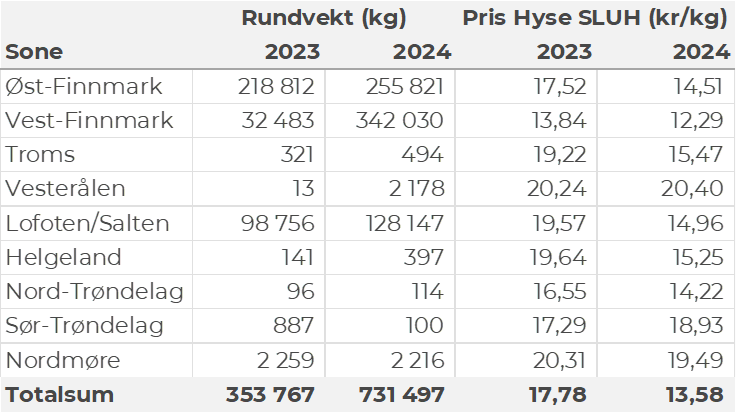 Rundvekt (kg) Pris Hyse SLUH (kr/kg)
Sone 2023 2024 2023 2024
Øst-Finnmark 218 812 255 821 17,52 14,51
Vest-Finnmark 32 483 342 030 13,84 12,29
Troms 321 494 19,22 15,47
Vesterålen 13 2 178 20,24 20,40
Lofoten/Salten 98 756 128 147 19,57 14,96
Helgeland 141 397 19,64 15,25
Nord-Trøndelag 96 114 16,55 14,22
Sør-Trøndelag 887 100 17,29 18,93
Nordmøre 2 259 2 216 20,31 19,49
Totalsum 353 767 731 497 17,78 13,58